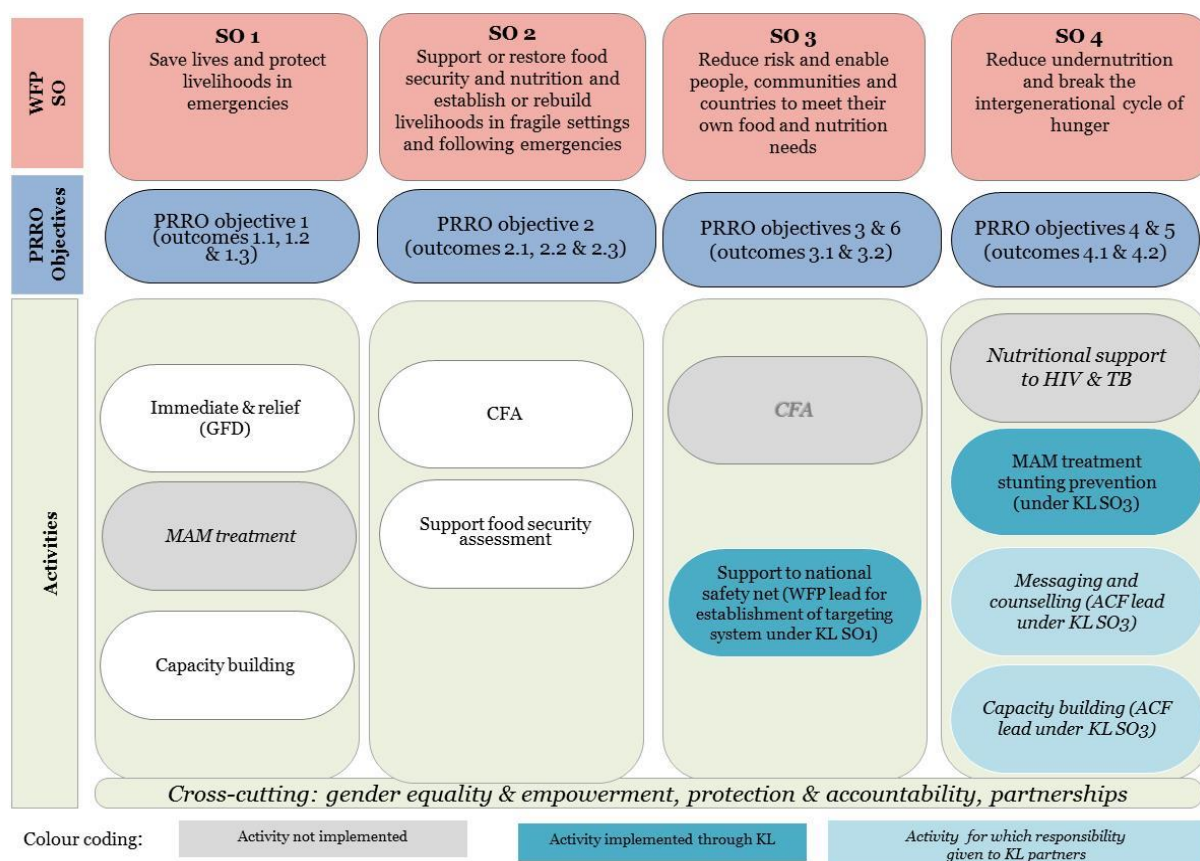 WFP
SO
SO 1
Save lives and protect
livelihoods in
emergencies
SO 2
Support or restore food
security and nutrition and
establish or rebuild
livelihoods in fragile settings
and following emergencies
SO 3
Reduce risk and enable
people, communities and
countries to meet their
own food and nutrition
needs
SO 4
Reduce undernutrition
and break the
intergenerational cycle of
hunger
PRRO
Objectives
PRRO objective 1
(outcomes 1.1, 1.2
& 1.3)
PRRO objective 2
(outcomes 2.1, 2.2 & 2.3)
PRRO objectives 3 & 6
(outcomes 3.1 & 3.2)
PRRO objectives 4 & 5
(outcomes 4.1 & 4.2)
Activities
Immediate & relief
(GFD)
MAM treatment
Capacity building
CFA
Support food security
assessment
CFA
Support to national
safety net (WFP lead for
establishment of targeting
system under KL SO1)
Nutritional support
to HIV & TB
MAM treatment
stunting prevention
(under KL SO3)
Messaging and
counselling (ACF lead
under KL SO3)
Capacity building (ACF
lead under KL SO3)
Cross-cutting: gender equality & empowerment, protection & accountability, partnerships
Colour coding:
Activity not implemented
Activity implemented through KL
Activity for which responsibility
given to KL partners